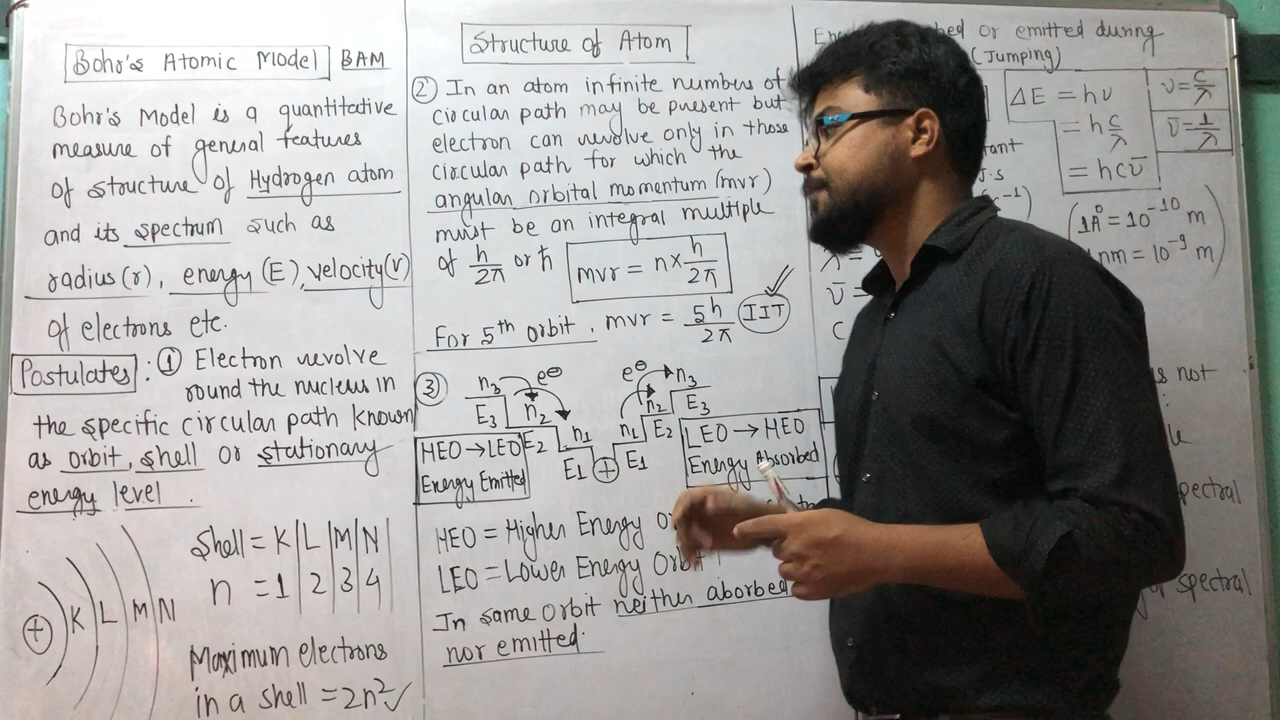 Bohr's Atomic Model BAM
Bohr's Model is a quantitative
measure of general features
of structure of Hydrogen atom
and its spectrum such as
radius(r), energy(E), velocity(v)
of electrons etc.
Postulates: ① Electron revolve
round the nucleus in
the specific circular path known
as orbit, shell or stationary
energy level.
+ K L M N
Shell = K | L | M | N
n = 1 | 2 | 3 | 4
Maximum electrons
in a shell = 2n² ✓
Structure of Atom
② In an atom infinite numbers of
circular path may be present but
electron can revolve only in those
circular path for which the
angular orbital momentum (mvr)
must be an integral multiple
of h/2π or ħ mvr = n × h/2π
For 5th orbit, mvr = 5h/2π IIT ✓
③ n₃ e⊖ e⊖ n₃
E₃ n₂ n₂ E₃
E₂ n₁ n₁ E₂
E₁ + E₁
HEO → LEO
Energy Emitted
LEO → HEO
Energy Absorbed
HEO = Higher Energy
LEO = Lower Energy Orbit
In same orbit neither aborbed
nor emitted.
or emitted during
(Jumping)
ΔE = hν
= h c/λ
= hcν̄
ν = c/λ
ν̄ = 1/λ
J.s
1A° = 10⁻¹⁰ m
1nm = 10⁻⁹ m
ν̄ =
C
not
spectral
spectral